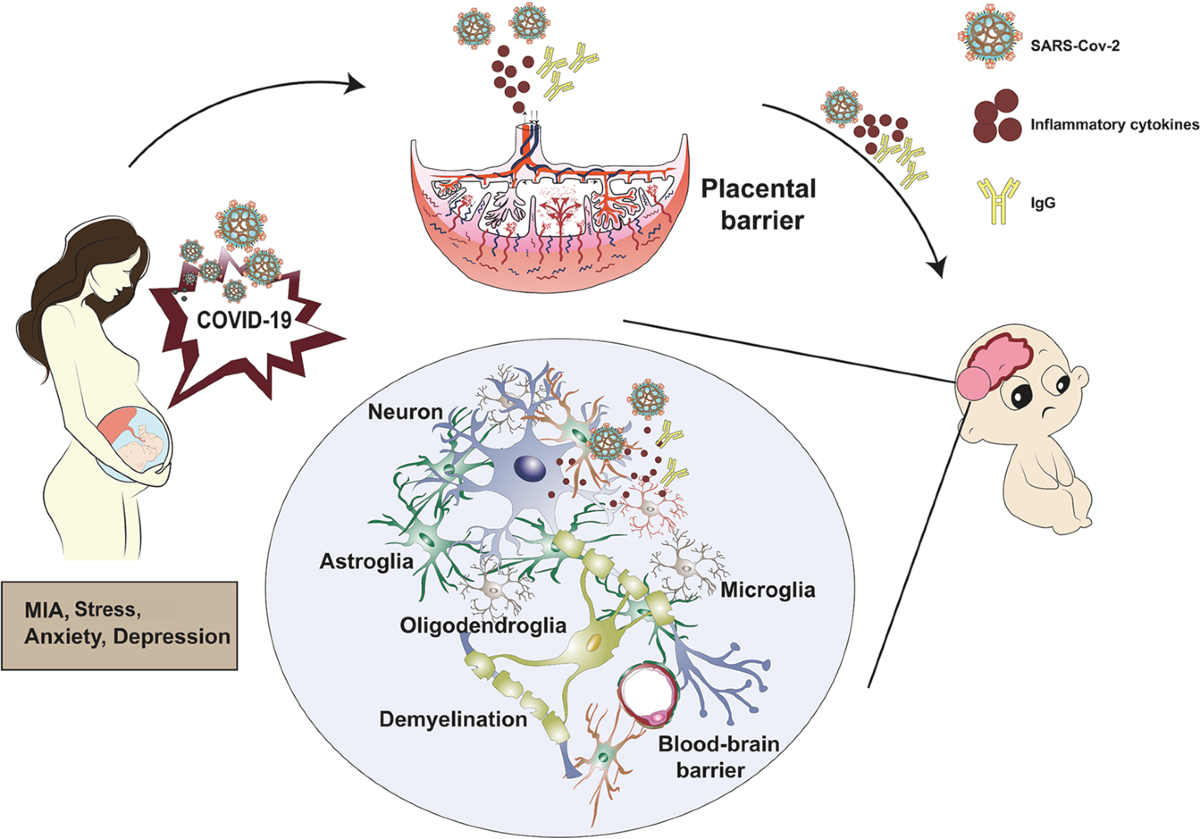 SARS-Cov-2
Inflammatory cytokines
IgG
Placental
barrier
COVID-19
MIA, Stress,
Anxiety, Depression
Neuron
Astroglia
Microglia
Oligodendroglia
Demyelination
Blood-brain
barrier